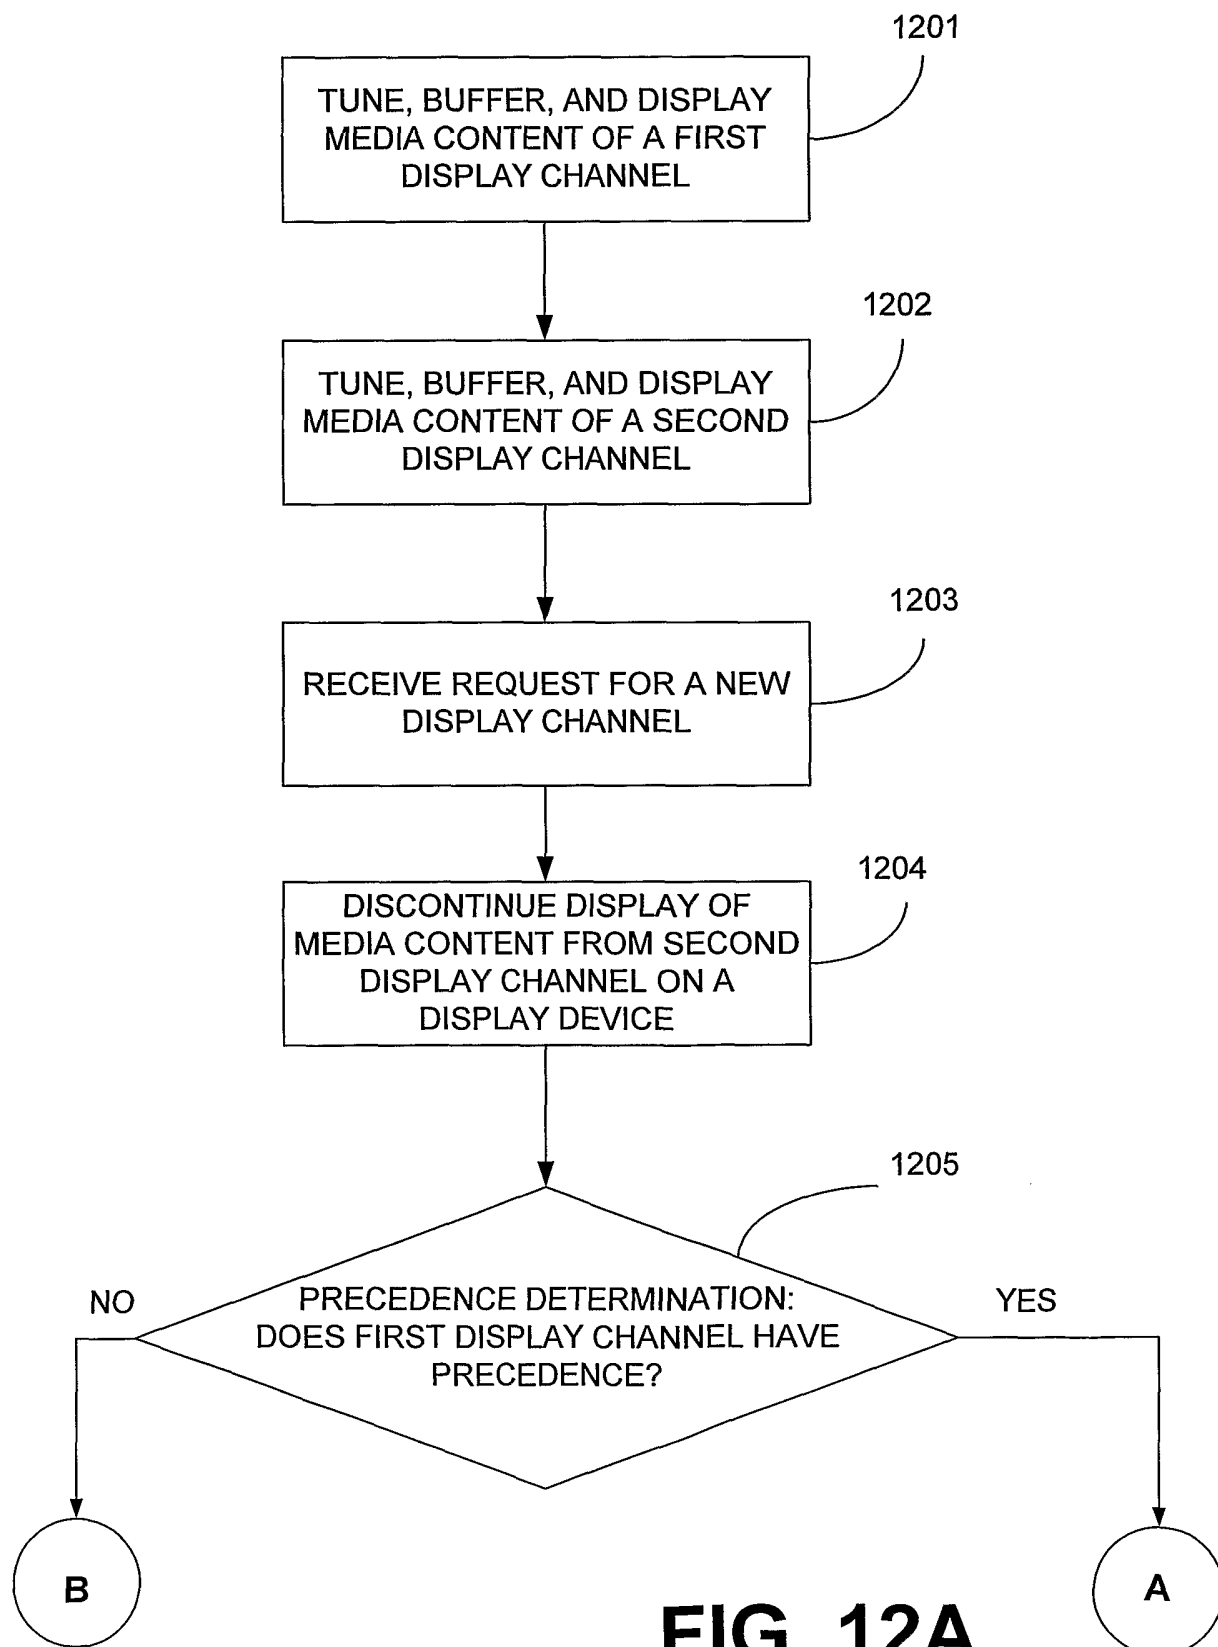 1201
TUNE, BUFFER, AND DISPLAY
MEDIA CONTENT OF A FIRST
DISPLAY CHANNEL
1202
TUNE, BUFFER, AND DISPLAY
MEDIA CONTENT OF A SECOND
DISPLAY CHANNEL
1203
RECEIVE REQUEST FOR A NEW
DISPLAY CHANNEL
1204
DISCONTINUE DISPLAY OF
MEDIA CONTENT FROM SECOND
DISPLAY CHANNEL ON A
DISPLAY DEVICE
1205
NO
YES
PRECEDENCE DETERMINATION:
DOES FIRST DISPLAY CHANNEL HAVE
PRECEDENCE?
B
A
FIG. 12A